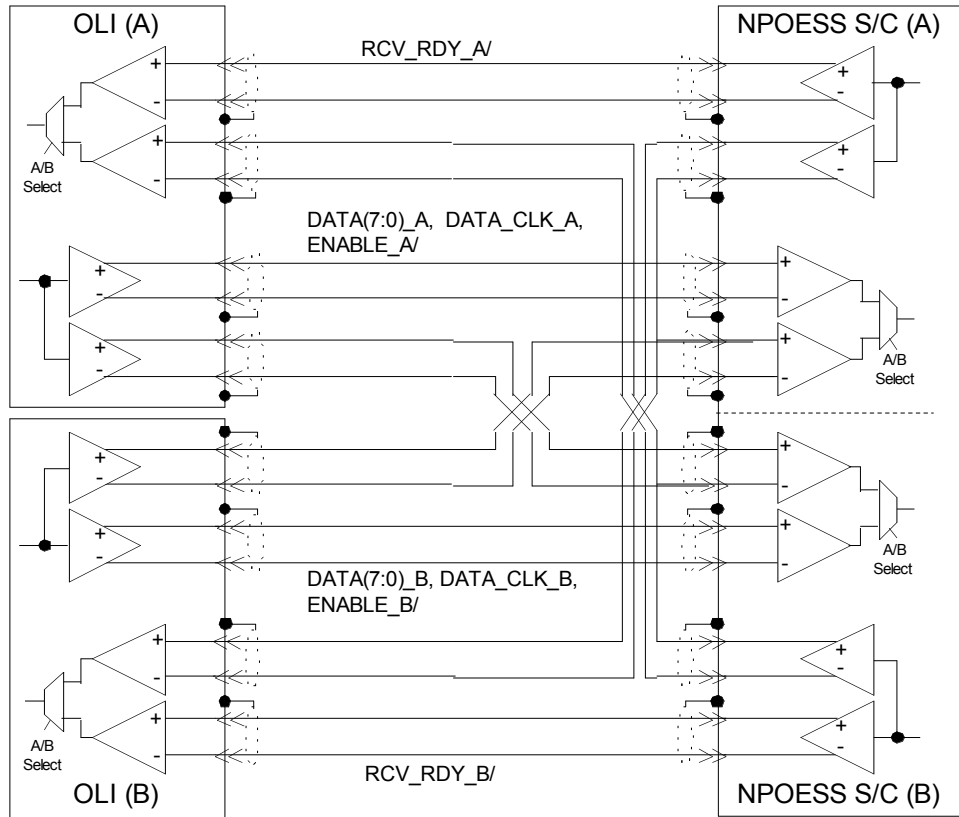 OLI (A)
NPOESS S/C (A)
RCV_RDY_A/
+
-
+
-
A/B
Select
+
-
+
-
DATA(7:0)_A, DATA_CLK_A,
ENABLE_A/
+
-
+
-
+
-
+
-
A/B
Select
+
-
+
-
+
-
+
-
A/B
Select
DATA(7:0)_B, DATA_CLK_B,
ENABLE_B/
+
-
+
-
A/B
Select
+
-
+
-
RCV_RDY_B/
OLI (B)
NPOESS S/C (B)